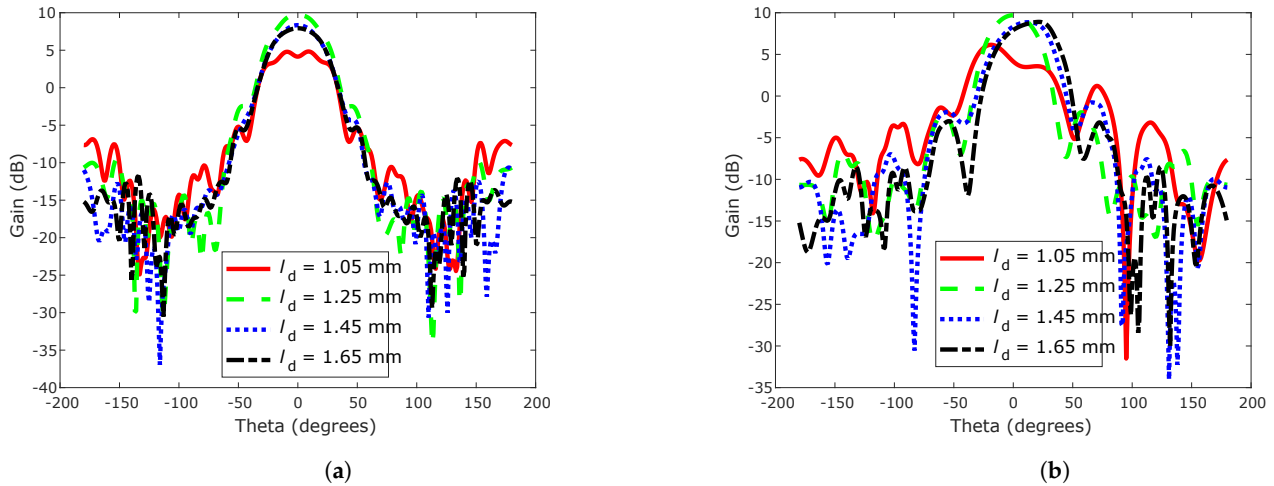 10
5
0
-5
-10
-15
-20
-25
-30
-35
-40
Gain (dB)
-200 -150 -100 -50 0 50 100 150 200
Theta (degrees)
l d = 1.05 mm
l d = 1.25 mm
l d = 1.45 mm
l d = 1.65 mm
(a)
10
5
0
-5
-10
-15
-20
-25
-30
-35
Gain (dB)
-200 -150 -100 -50 0 50 100 150 200
Theta (degrees)
l d = 1.05 mm
l d = 1.25 mm
l d = 1.45 mm
l d = 1.65 mm
(b)